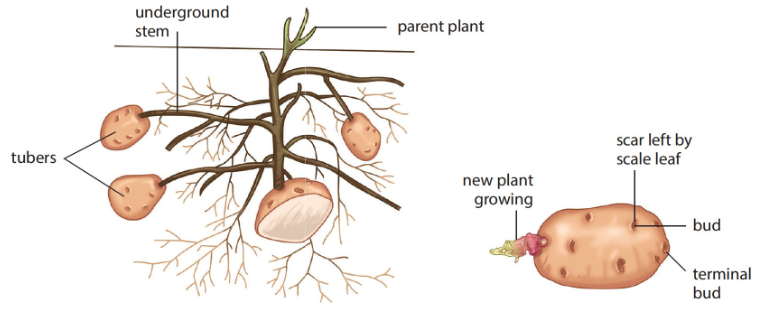 underground
stem
parent plant
tubers
scar left by
scale leaf
new plant
growing
bud
terminal
bud